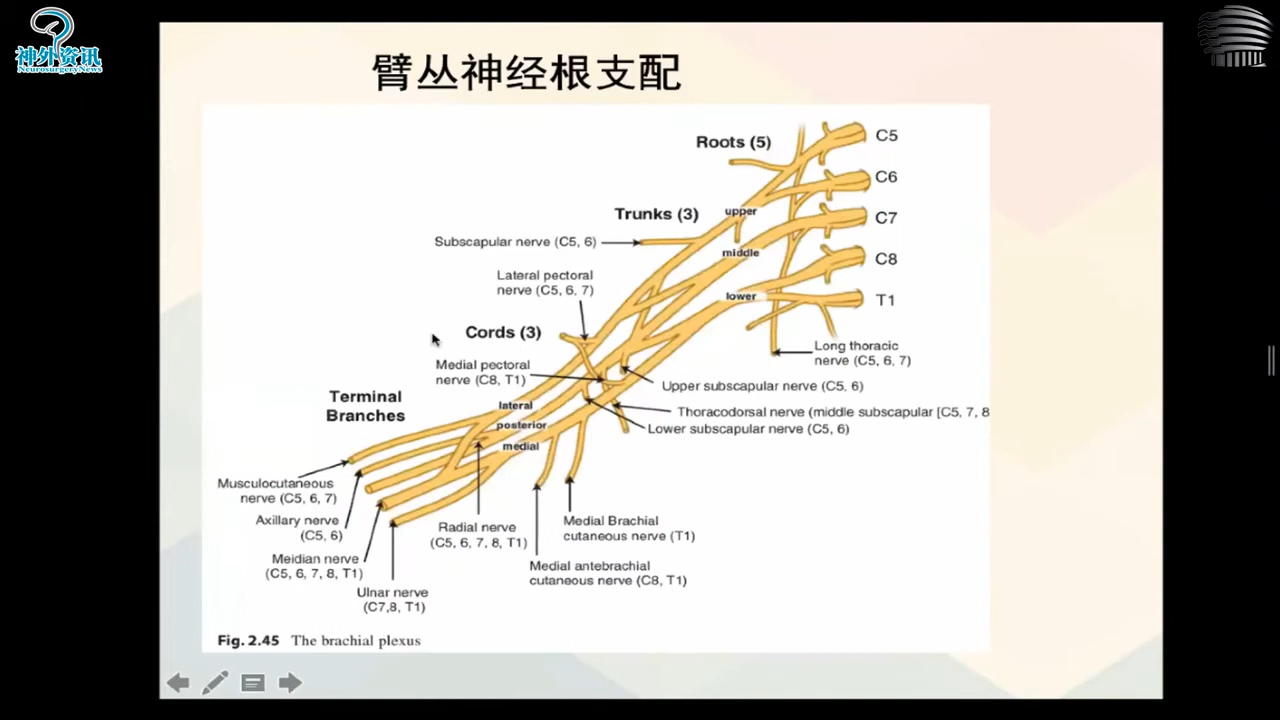 神外资讯
NeurosurgeryNews
臂丛神经根支配
Roots (5)
C5
C6
C7
C8
T1
Trunks (3)
upper
middle
lower
Subscapular nerve (C5, 6)
Lateral pectoral
nerve (C5, 6, 7)
Cords (3)
Medial pectoral
nerve (C8, T1)
Long thoracic
nerve (C5, 6, 7)
Upper subscapular nerve (C5, 6)
Thoracodorsal nerve (middle subscapular [C5, 7, 8
Lower subscapular nerve (C5, 6)
Terminal
Branches
lateral
posterior
medial
Musculocutaneous
nerve (C5, 6, 7)
Axillary nerve
(C5, 6)
Meidian nerve
(C5, 6, 7, 8, T1)
Ulnar nerve
(C7,8, T1)
Radial nerve
(C5, 6, 7, 8, T1)
Medial Brachial
cutaneous nerve (T1)
Medial antebrachial
cutaneous nerve (C8, T1)
Fig. 2.45 The brachial plexus